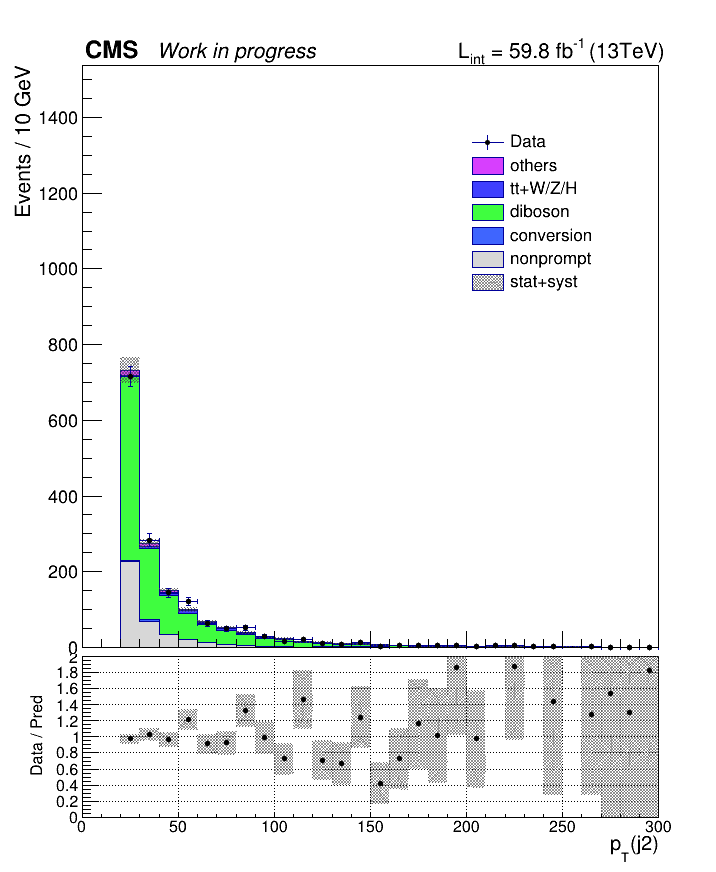 CMS Work in progress L_int = 59.8 fb^-1 (13TeV)
Events / 10 GeV
1400
1200
1000
800
600
400
200
0
Data
others
tt+W/Z/H
diboson
conversion
nonprompt
stat+syst
Data / Pred
2
1.8
1.6
1.4
1.2
1
0.8
0.6
0.4
0.2
0
0 50 100 150 200 250 300
p_T(j2)